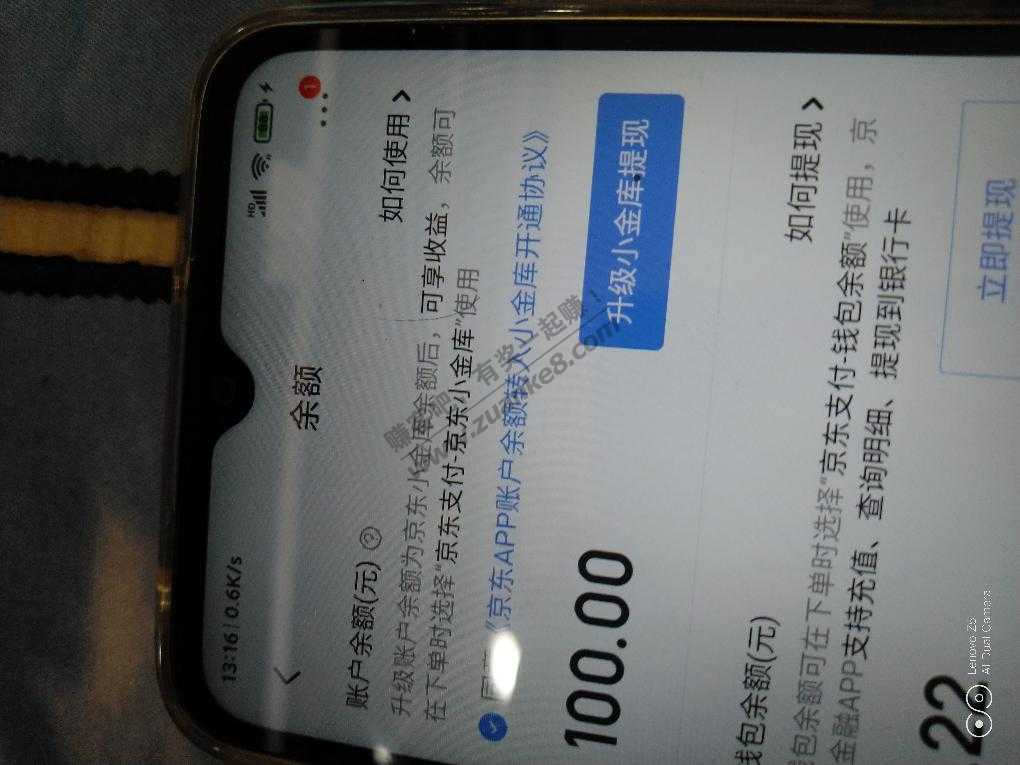 13:16 | 0.6K/s
HD
1
余额
账户余额(元) 如何使用
升级账户余额为京东小金库余额后，可享收益，余额可
在下单时选择“京东支付-京东小金库”使用
《京东APP账户余额转入小金库开通协议》
100.00 升级小金库提现
钱包余额(元) 如何提现
包余额可在下单时选择“京东支付-钱包余额”使用，京
金融APP支持充值、查询明细、提现到银行卡
22 立即提现
有奖一起赚！
www.zuanke8.com
Lenovo Z5
AI Dual Camera